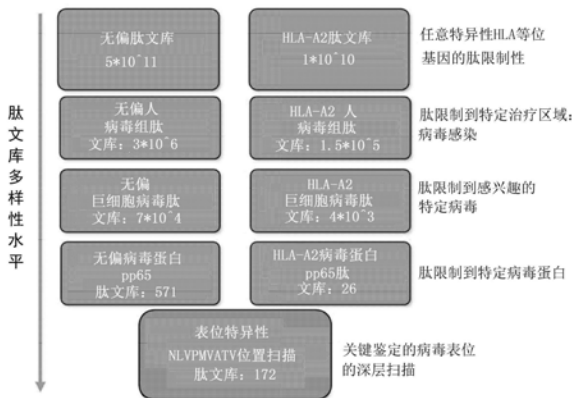 无偏肽文库
5*10^11
HLA-A2肽文库
1*10^10
任意特异性HLA等位
基因的肽限制性
无偏人
病毒组肽
文库: 3*10^6
HLA-A2 人
病毒组肽
文库: 1.5*10^5
肽限制到特定治疗区域:
病毒感染
无偏
巨细胞病毒肽
文库: 7*10^4
HLA-A2
巨细胞病毒肽
文库: 4*10^3
肽限制到感兴趣的
特定病毒
无偏病毒蛋白
pp65
肽文库: 571
HLA-A2病毒蛋白
pp65肽
文库: 26
肽限制到特定病毒蛋白
表位特异性
NLVPMVATV位置扫描
肽文库: 172
关键鉴定的病毒表位
的深层扫描
肽文库多样性水平